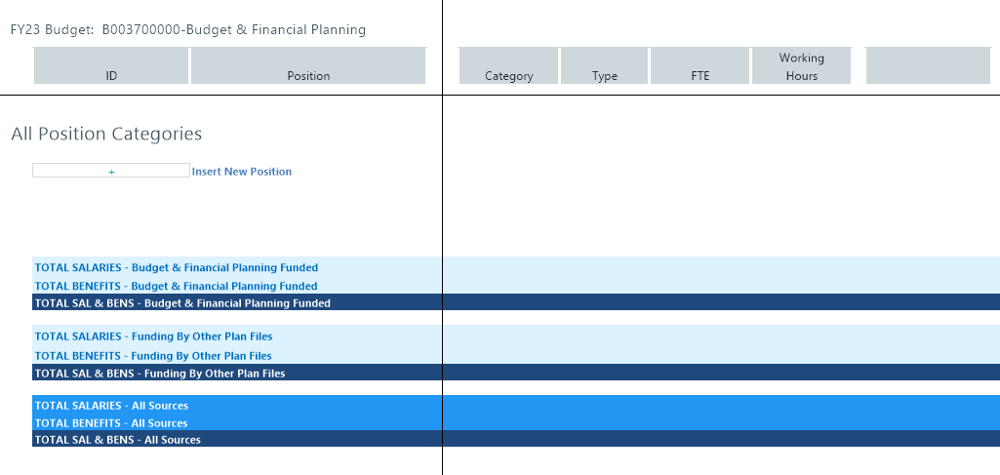 FY23 Budget: B003700000-Budget & Financial Planning
ID Position Category Type FTE Working Hours
All Position Categories
+ Insert New Position
TOTAL SALARIES - Budget & Financial Planning Funded
TOTAL BENEFITS - Budget & Financial Planning Funded
TOTAL SAL & BENS - Budget & Financial Planning Funded
TOTAL SALARIES - Funding By Other Plan Files
TOTAL BENEFITS - Funding By Other Plan Files
TOTAL SAL & BENS - Funding By Other Plan Files
TOTAL SALARIES - All Sources
TOTAL BENEFITS - All Sources
TOTAL SAL & BENS - All Sources